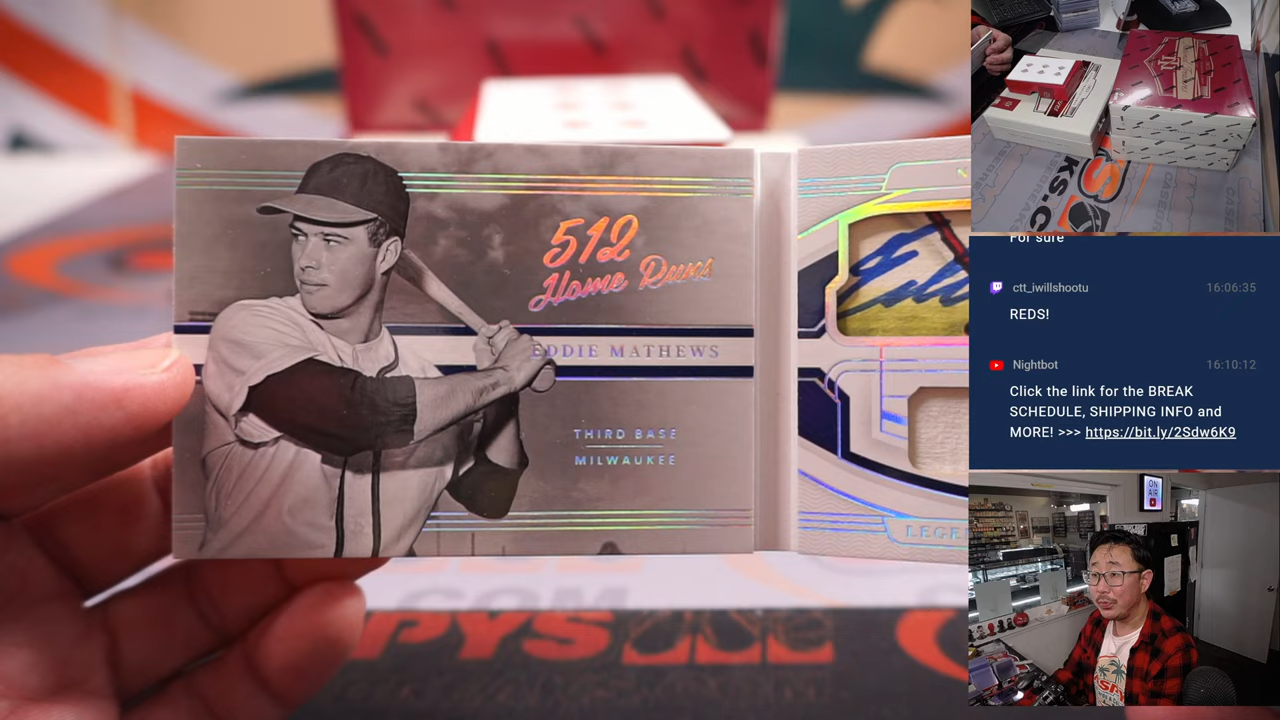 512
Home Runs
EDDIE MATHEWS
THIRD BASE
MILWAUKEE
LEGE
For sure
ctt_iwillshootu
16:06:35
REDS!
Nightbot
16:10:12
Click the link for the BREAK
SCHEDULE, SHIPPING INFO and
MORE! >>> https://bit.ly/2Sdw6K9
ON
AIR